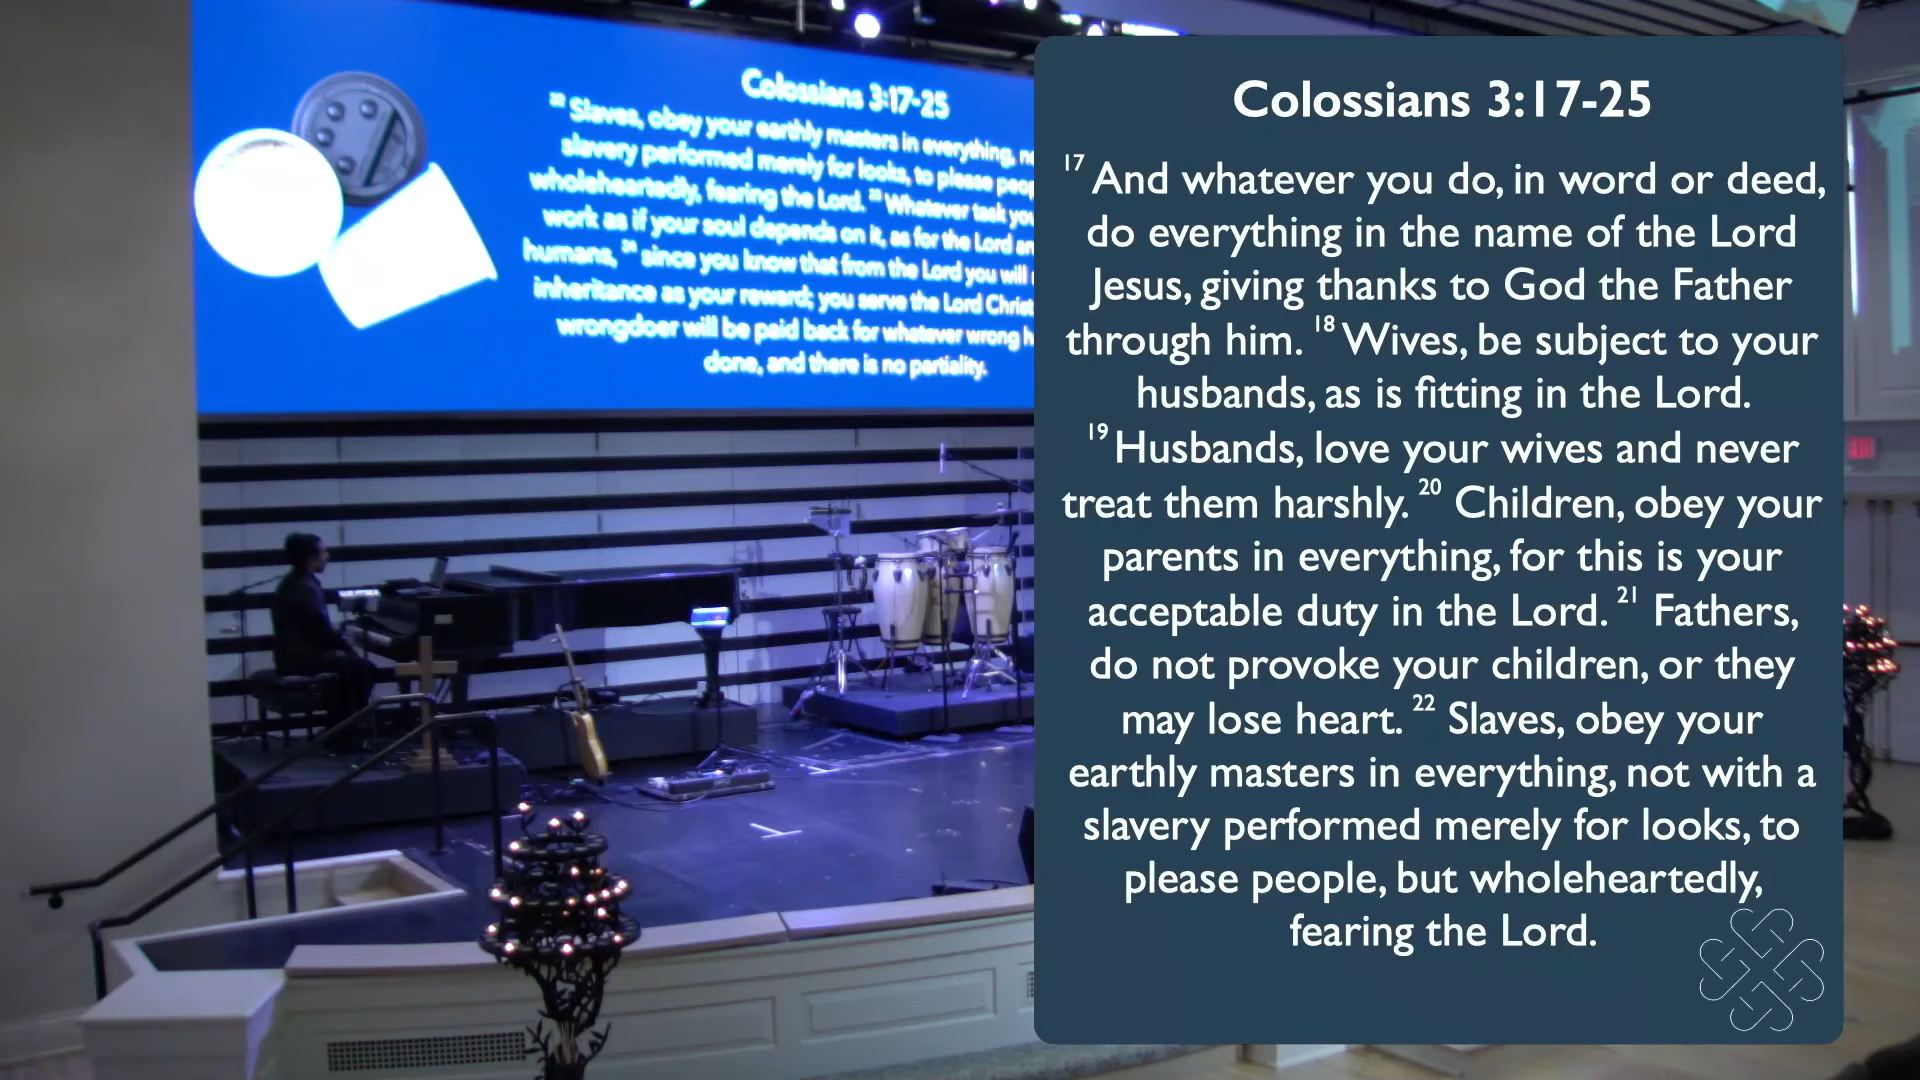 Colossians 3:17-25
22 Slaves, obey your earthly masters in everything,
slavery performed merely for looks, to please
wholeheartedly, fearing the Lord. 23 Whatever task
work as if your soul depends on it, as for the Lord
humans, 24 since you know that from the Lord you will
inheritance as your reward; you serve the Lord
wrongdoer will be paid back for whatever wrong
done, and there is no partiality.
Colossians 3:17-25
17 And whatever you do, in word or deed,
do everything in the name of the Lord
Jesus, giving thanks to God the Father
through him. 18 Wives, be subject to your
husbands, as is fitting in the Lord.
19 Husbands, love your wives and never
treat them harshly. 20 Children, obey your
parents in everything, for this is your
acceptable duty in the Lord. 21 Fathers,
do not provoke your children, or they
may lose heart. 22 Slaves, obey your
earthly masters in everything, not with a
slavery performed merely for looks, to
please people, but wholeheartedly,
fearing the Lord.